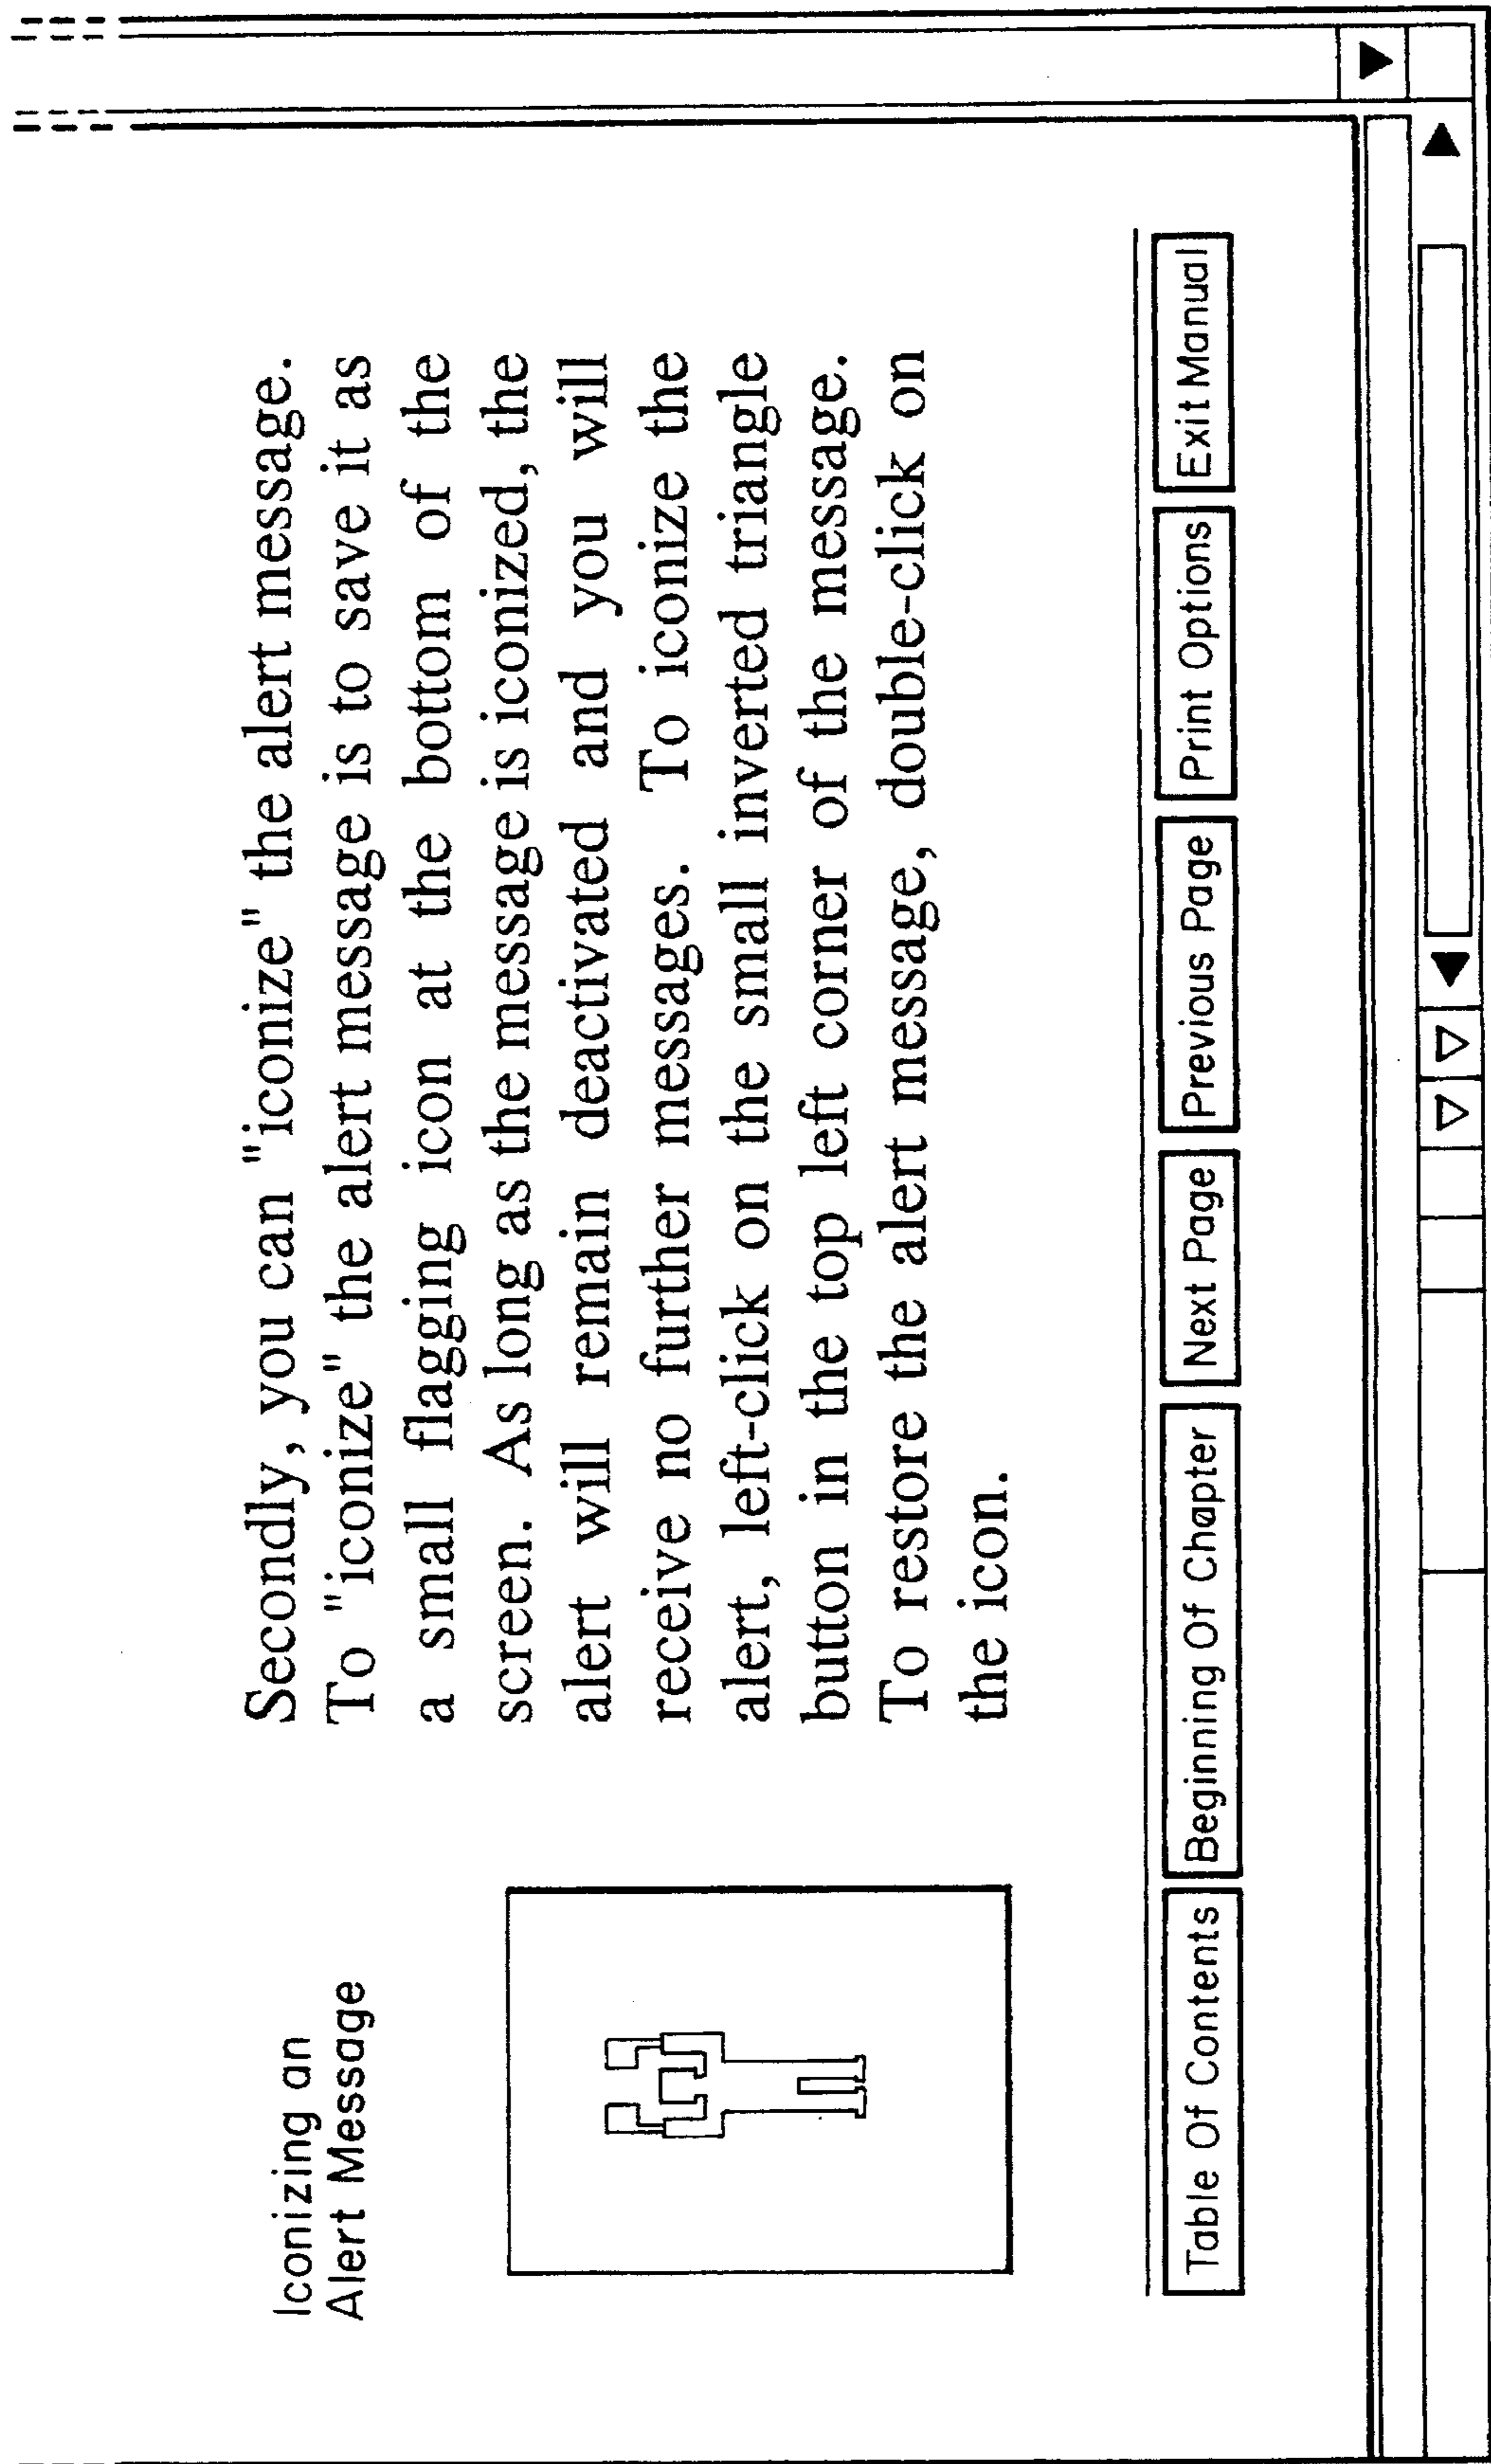 Iconizing an
Alert Message
Secondly, you can "iconize" the alert message.
To "iconize" the alert message is to save it as
a small flagging icon at the bottom of the
screen. As long as the message is iconized, the
alert will remain deactivated and you will
receive no further messages. To iconize the
alert, left-click on the small inverted triangle
button in the top left corner of the message.
To restore the alert message, double-click on
the icon.
Table Of Contents Beginning Of Chapter Next Page Previous Page Print Options Exit Manual